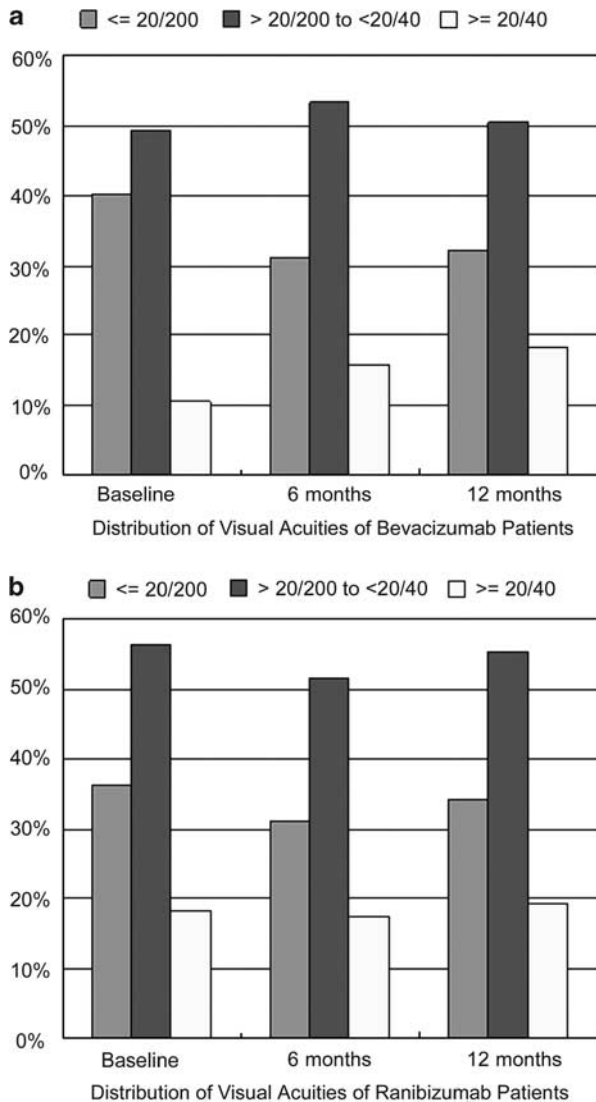 a
<= 20/200 > 20/200 to <20/40 >= 20/40
60%
50%
40%
30%
20%
10%
0%
Baseline 6 months 12 months
Distribution of Visual Acuities of Bevacizumab Patients
b
<= 20/200 > 20/200 to <20/40 >= 20/40
60%
50%
40%
30%
20%
10%
0%
Baseline 6 months 12 months
Distribution of Visual Acuities of Ranibizumab Patients